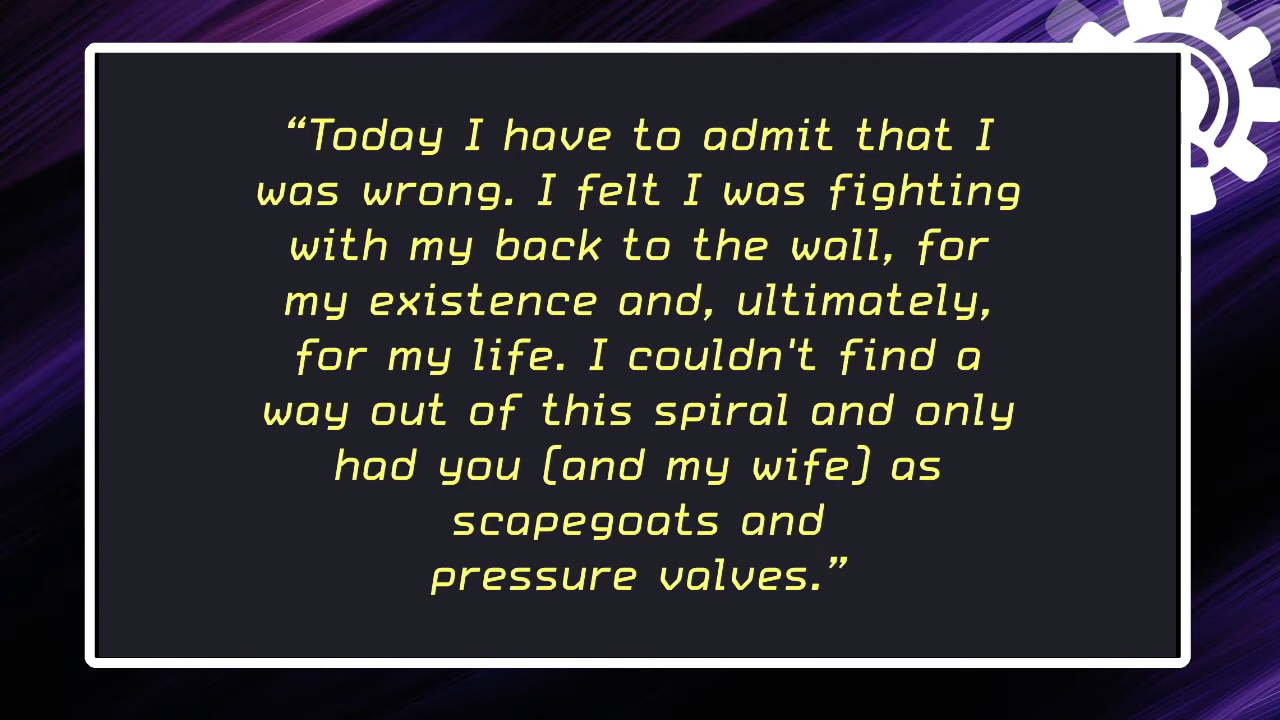 “Today I have to admit that I
was wrong. I felt I was fighting
with my back to the wall, for
my existence and, ultimately,
for my life. I couldn't find a
way out of this spiral and only
had you (and my wife) as
scapegoats and
pressure valves.”